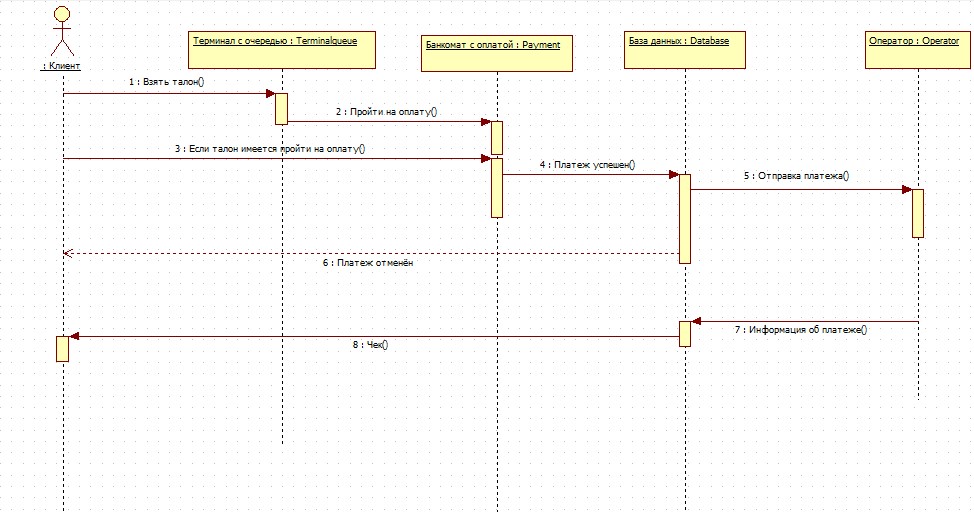 : Клиент
Терминал с очередью : Terminalqueue
Банкомат с оплатой : Payment
База данных : Database
Оператор : Operator
1 : Взять талон()
2 : Пройти на оплату()
3 : Если талон имеется пройти на оплату()
4 : Платеж успешен()
5 : Отправка платежа()
6 : Платеж отменён
7 : Информация об платеже()
8 : Чек()